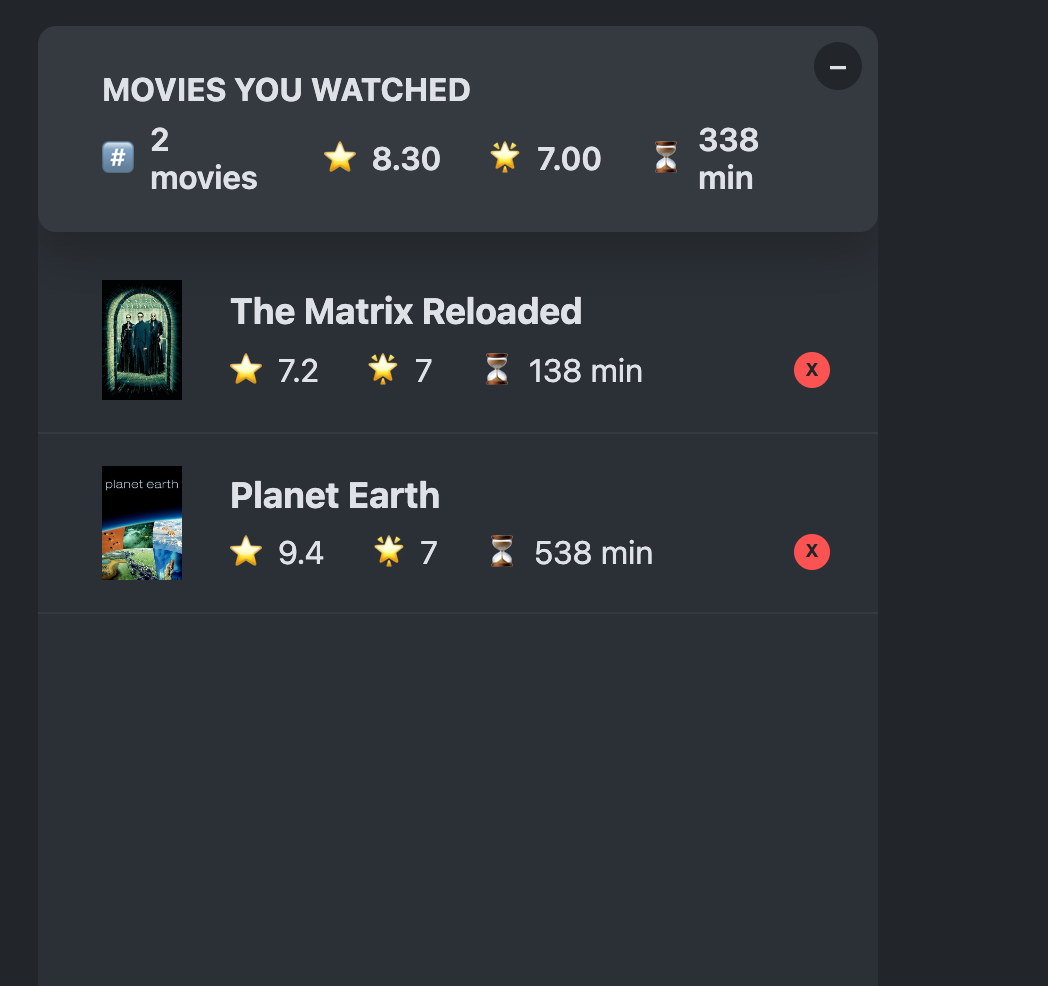 MOVIES YOU WATCHED
#️⃣ 2 movies ⭐ 8.30 🌟 7.00 ⏳ 338 min
–
The Matrix Reloaded
⭐ 7.2 🌟 7 ⏳ 138 min
X
planet earth
Planet Earth
⭐ 9.4 🌟 7 ⏳ 538 min
X